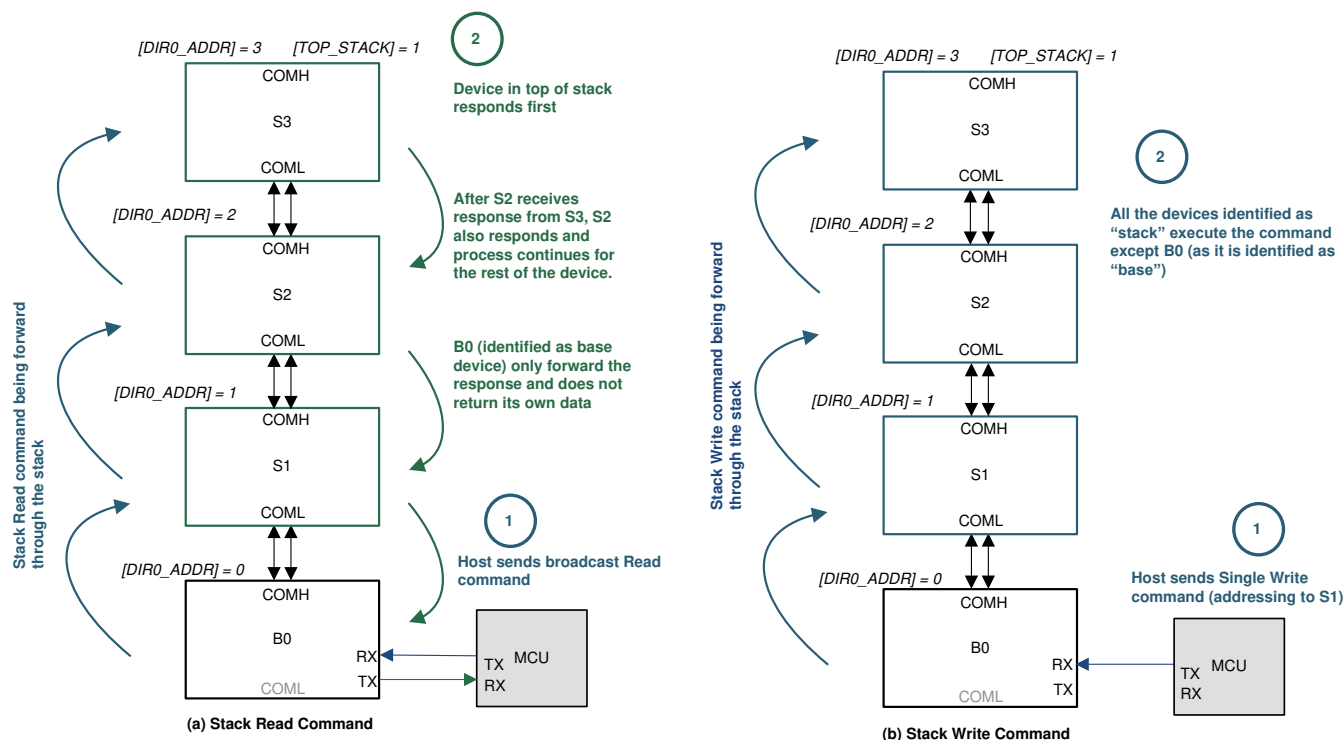 [DIR0_ADDR] = 3
[TOP_STACK] = 1
2
COMH
Device in top of stack
responds first
S3
COML
[DIR0_ADDR] = 2
After S2 receives
response from S3, S2
also responds and
process continues for
the rest of the device.
COMH
S2
COML
B0 (identified as base
device) only forward the
response and does not
return its own data
[DIR0_ADDR] = 1
COMH
S1
COML
Stack Read command being forward
through the stack
1
Host sends broadcast Read
command
[DIR0_ADDR] = 0
COMH
B0
RX
TX
COML
TX
MCU
RX
(a) Stack Read Command
[DIR0_ADDR] = 3
[TOP_STACK] = 1
COMH
S3
COML
2
All the devices identified as
“stack” execute the command
except B0 (as it is identified as
“base”)
[DIR0_ADDR] = 2
COMH
S2
COML
[DIR0_ADDR] = 1
COMH
S1
COML
Stack Write command being forward
through the stack
1
Host sends Single Write
command (addressing to S1)
[DIR0_ADDR] = 0
COMH
B0
RX
TX
COML
TX
MCU
RX
(b) Stack Write Command